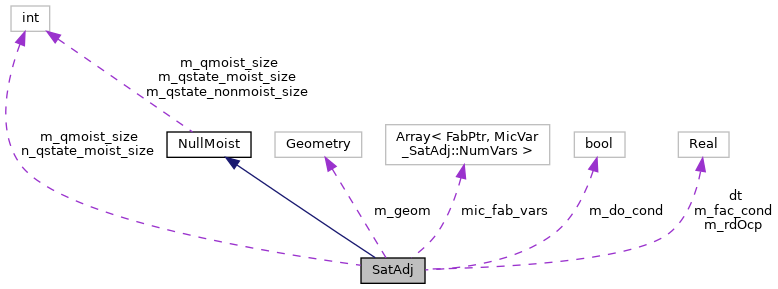 int
m_qmoist_size
m_qstate_moist_size
m_qstate_nonmoist_size
m_qmoist_size
n_qstate_moist_size
NullMoist
Geometry
Array< FabPtr, MicVar
_SatAdj::NumVars >
bool
Real
m_geom
mic_fab_vars
m_do_cond
dt
m_fac_cond
m_rdOcp
SatAdj